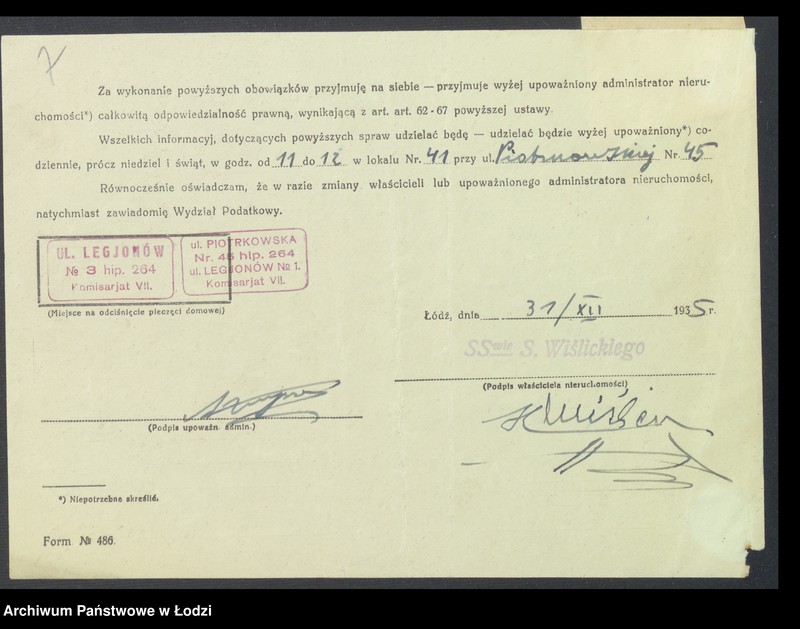 7
Za wykonanie powyższych obowiązków przyjmuję na siebie — przyjmuje wyżej upoważniony administrator nieru-
chomości*) całkowitą odpowiedzialność prawną, wynikającą z art. art. 62 - 67 powyższej ustawy.
Wszelkich informacyj, dotyczących powyższych spraw udzielać będę — udzielać będzie wyżej upoważniony*) co-
dziennie, prócz niedziel i świąt, w godz. od 11 do 12 w lokalu Nr. 41 przy ul. Piotrkowskiej Nr. 45
Równocześnie oświadczam, że w razie zmiany właścicieli lub upoważnionego administratora nieruchomości,
natychmiast zawiadomię Wydział Podatkowy.
UL. LEGJONÓW
№ 3 hip. 264
Komisarjat VII.
ul. PIOTRKOWSKA
Nr. 45 hip. 264
ul. LEGJONÓW № 1.
Komisarjat VII.
(Miejsce na odciśnięcie pieczęci domowej)
Łódź, dnia 31/XII 1935 r.
SSwie S. Wiślickiego
(Podpis właściciela nieruchomości)
(Podpis upoważn. admin.)
*) Niepotrzebne skreślić.
Form № 486.
Archiwum Państwowe w Łodzi